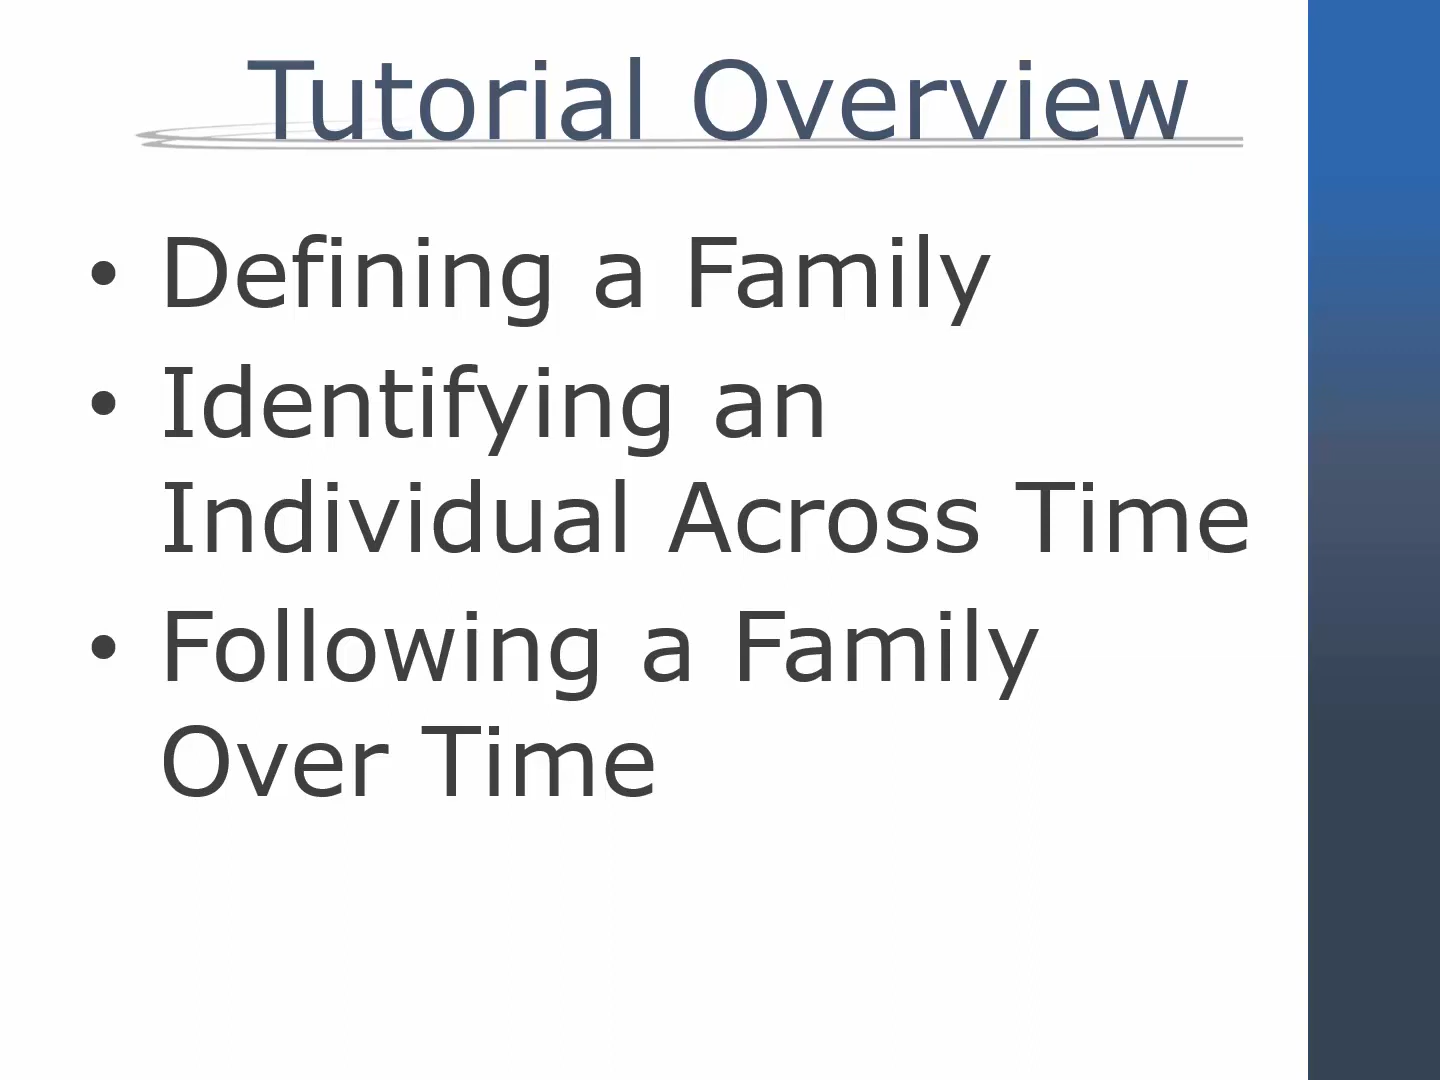 Tutorial Overview
• Defining a Family
• Identifying an
Individual Across Time
• Following a Family
Over Time